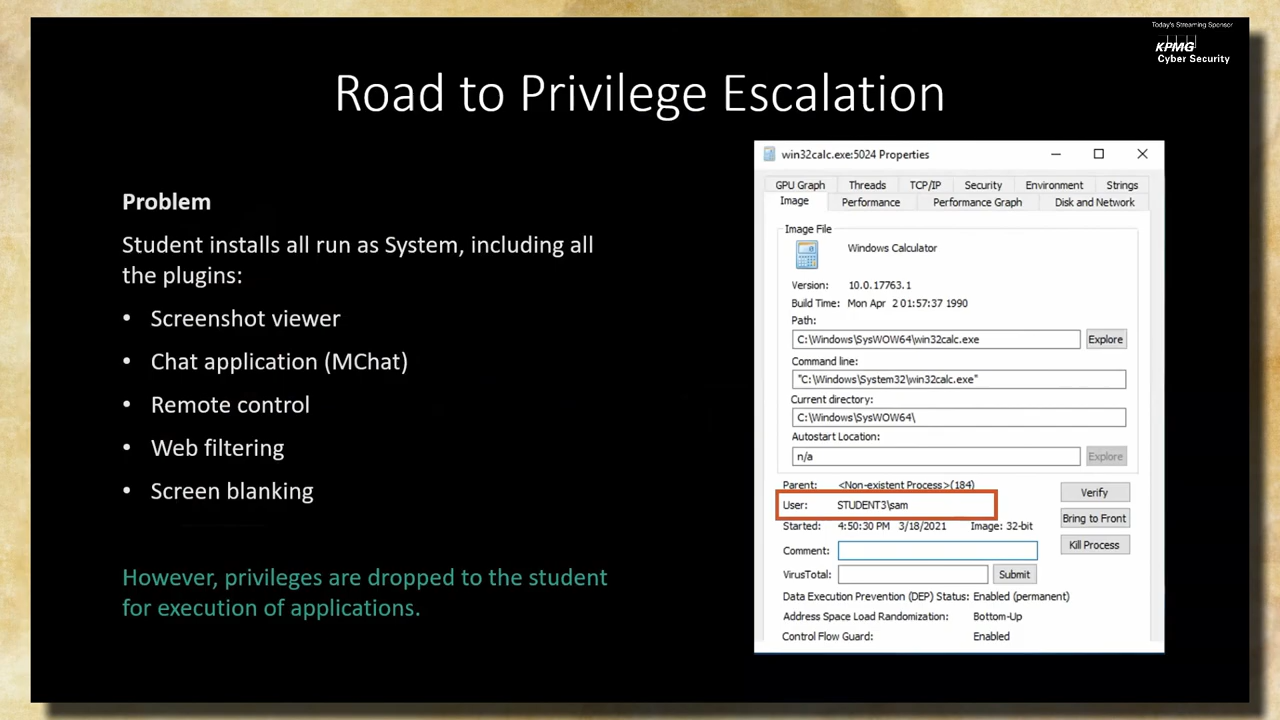 Today's Streaming Sponsor
KPMG
Cyber Security
Road to Privilege Escalation
Problem
Student installs all run as System, including all
the plugins:
• Screenshot viewer
• Chat application (MChat)
• Remote control
• Web filtering
• Screen blanking
However, privileges are dropped to the student
for execution of applications.
win32calc.exe:5024 Properties
GPU Graph Threads TCP/IP Security Environment Strings
Image Performance Performance Graph Disk and Network
Image File
Windows Calculator
Version: 10.0.17763.1
Build Time: Mon Apr 2 01:57:37 1990
Path:
C:\Windows\SysWOW64\win32calc.exe Explore
Command line:
"C:\Windows\System32\win32calc.exe"
Current directory:
C:\Windows\SysWOW64\
Autostart Location:
n/a Explore
Parent: <Non-existent Process>(184)
Verify
User: STUDENT3\sam
Bring to Front
Started: 4:50:30 PM 3/18/2021 Image: 32-bit
Kill Process
Comment:
VirusTotal: Submit
Data Execution Prevention (DEP) Status: Enabled (permanent)
Address Space Load Randomization: Bottom-Up
Control Flow Guard: Enabled